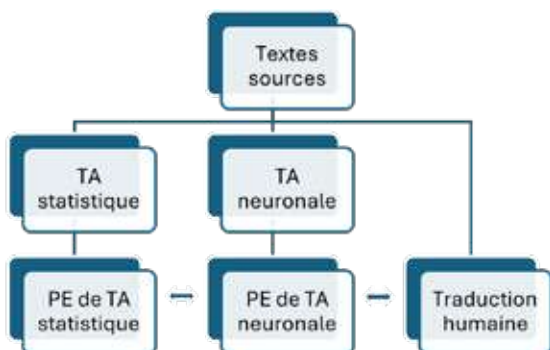 Textes
sources
TA
statistique
TA
neuronale
PE de TA
statistique
PE de TA
neuronale
Traduction
humaine